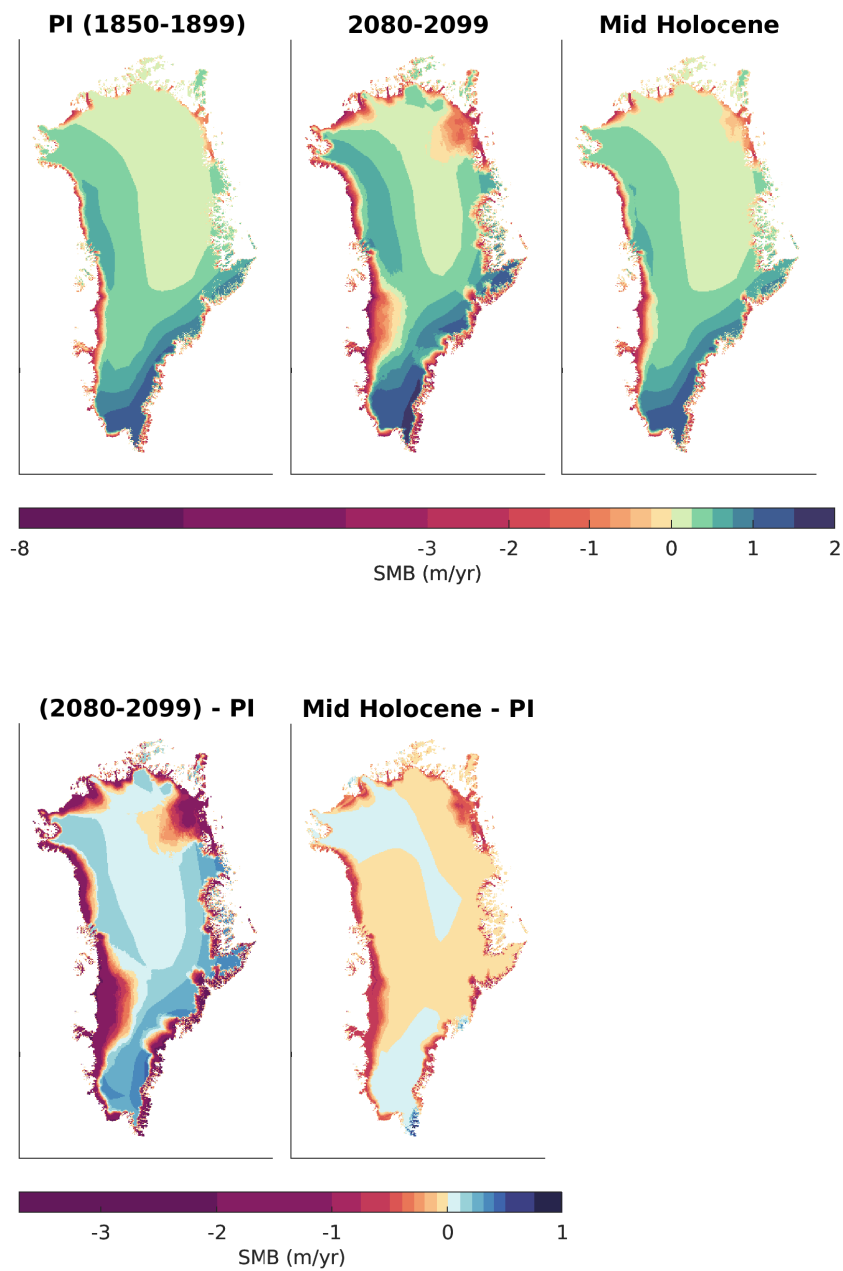 PI (1850-1899) 2080-2099 Mid Holocene
-8 -3 -2 -1 0 1 2
SMB (m/yr)
(2080-2099) - PI Mid Holocene - PI
-3 -2 -1 0 1
SMB (m/yr)